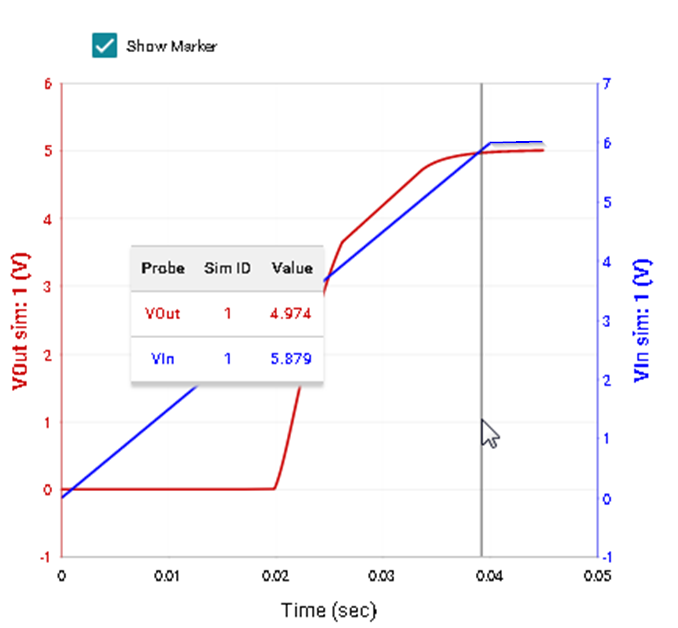 Show Marker
6
5
4
3
2
1
0
-1
VOut sim: 1 (V)
7
6
5
4
3
2
1
0
-1
VIn sim: 1 (V)
Probe Sim ID Value
VOut 1 4.974
VIn 1 5.879
0 0.01 0.02 0.03 0.04 0.05
Time (sec)